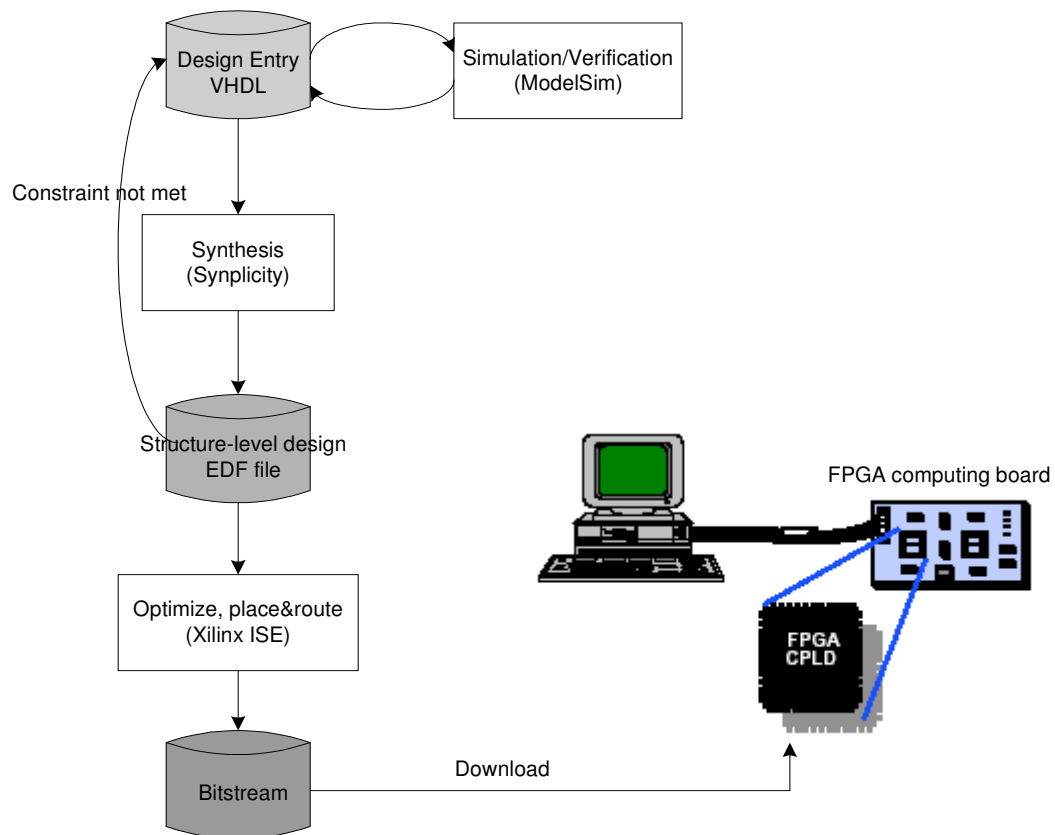 Design Entry
VHDL
Simulation/Verification
(ModelSim)
Constraint not met
Synthesis
(Synplicity)
Structure-level design
EDF file
FPGA computing board
Optimize, place&route
(Xilinx ISE)
FPGA
CPLD
Download
Bitstream